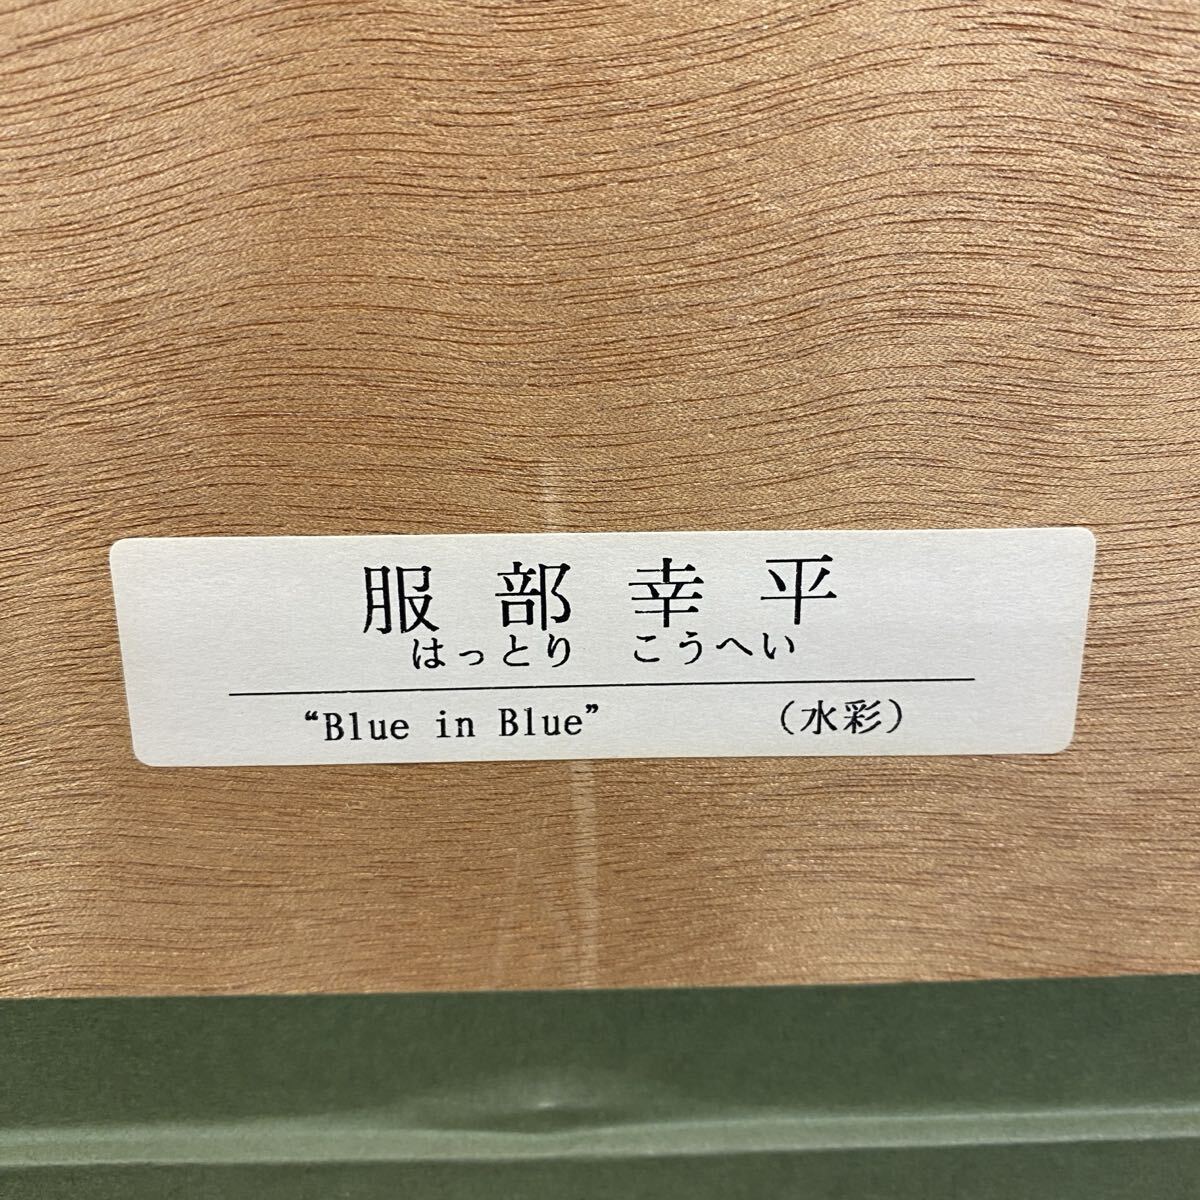 服部幸平
はっとり こうへい
“Blue in Blue” （水彩）